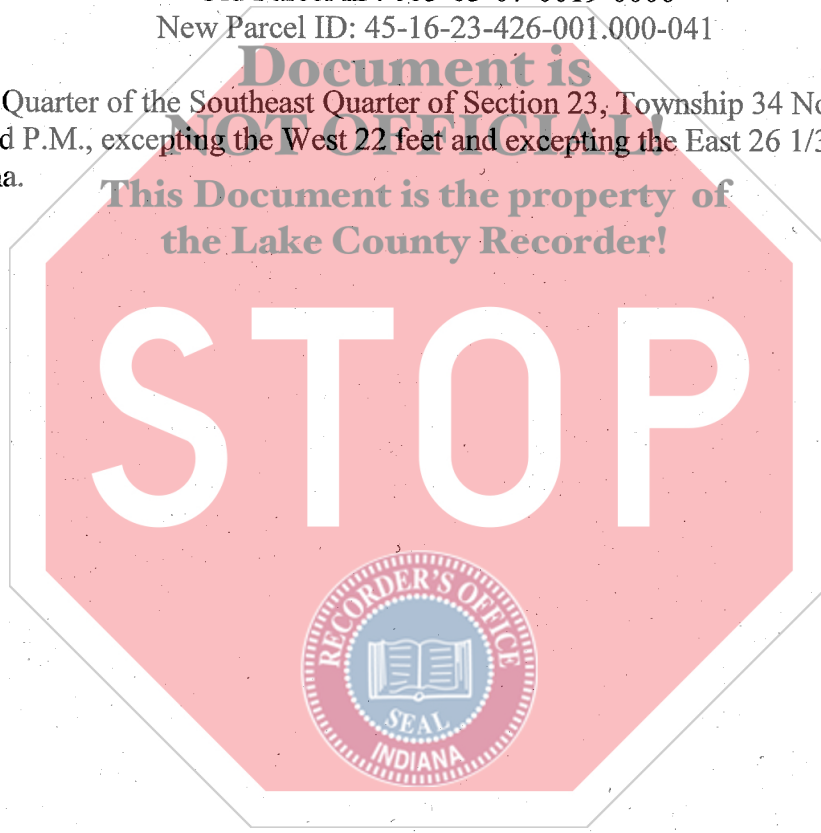 New Parcel ID: 45-16-23-426-001.000-041
Document is
Quarter of the Southeast Quarter of Section 23, Township 34 No
d P.M., excepting the West 22 feet and excepting the East 26 1/3
NOT OFFICIAL!
a.
This Document is the property of
the Lake County Recorder!
STOP
RECORDER'S OFFICE
SEAL
INDIANA